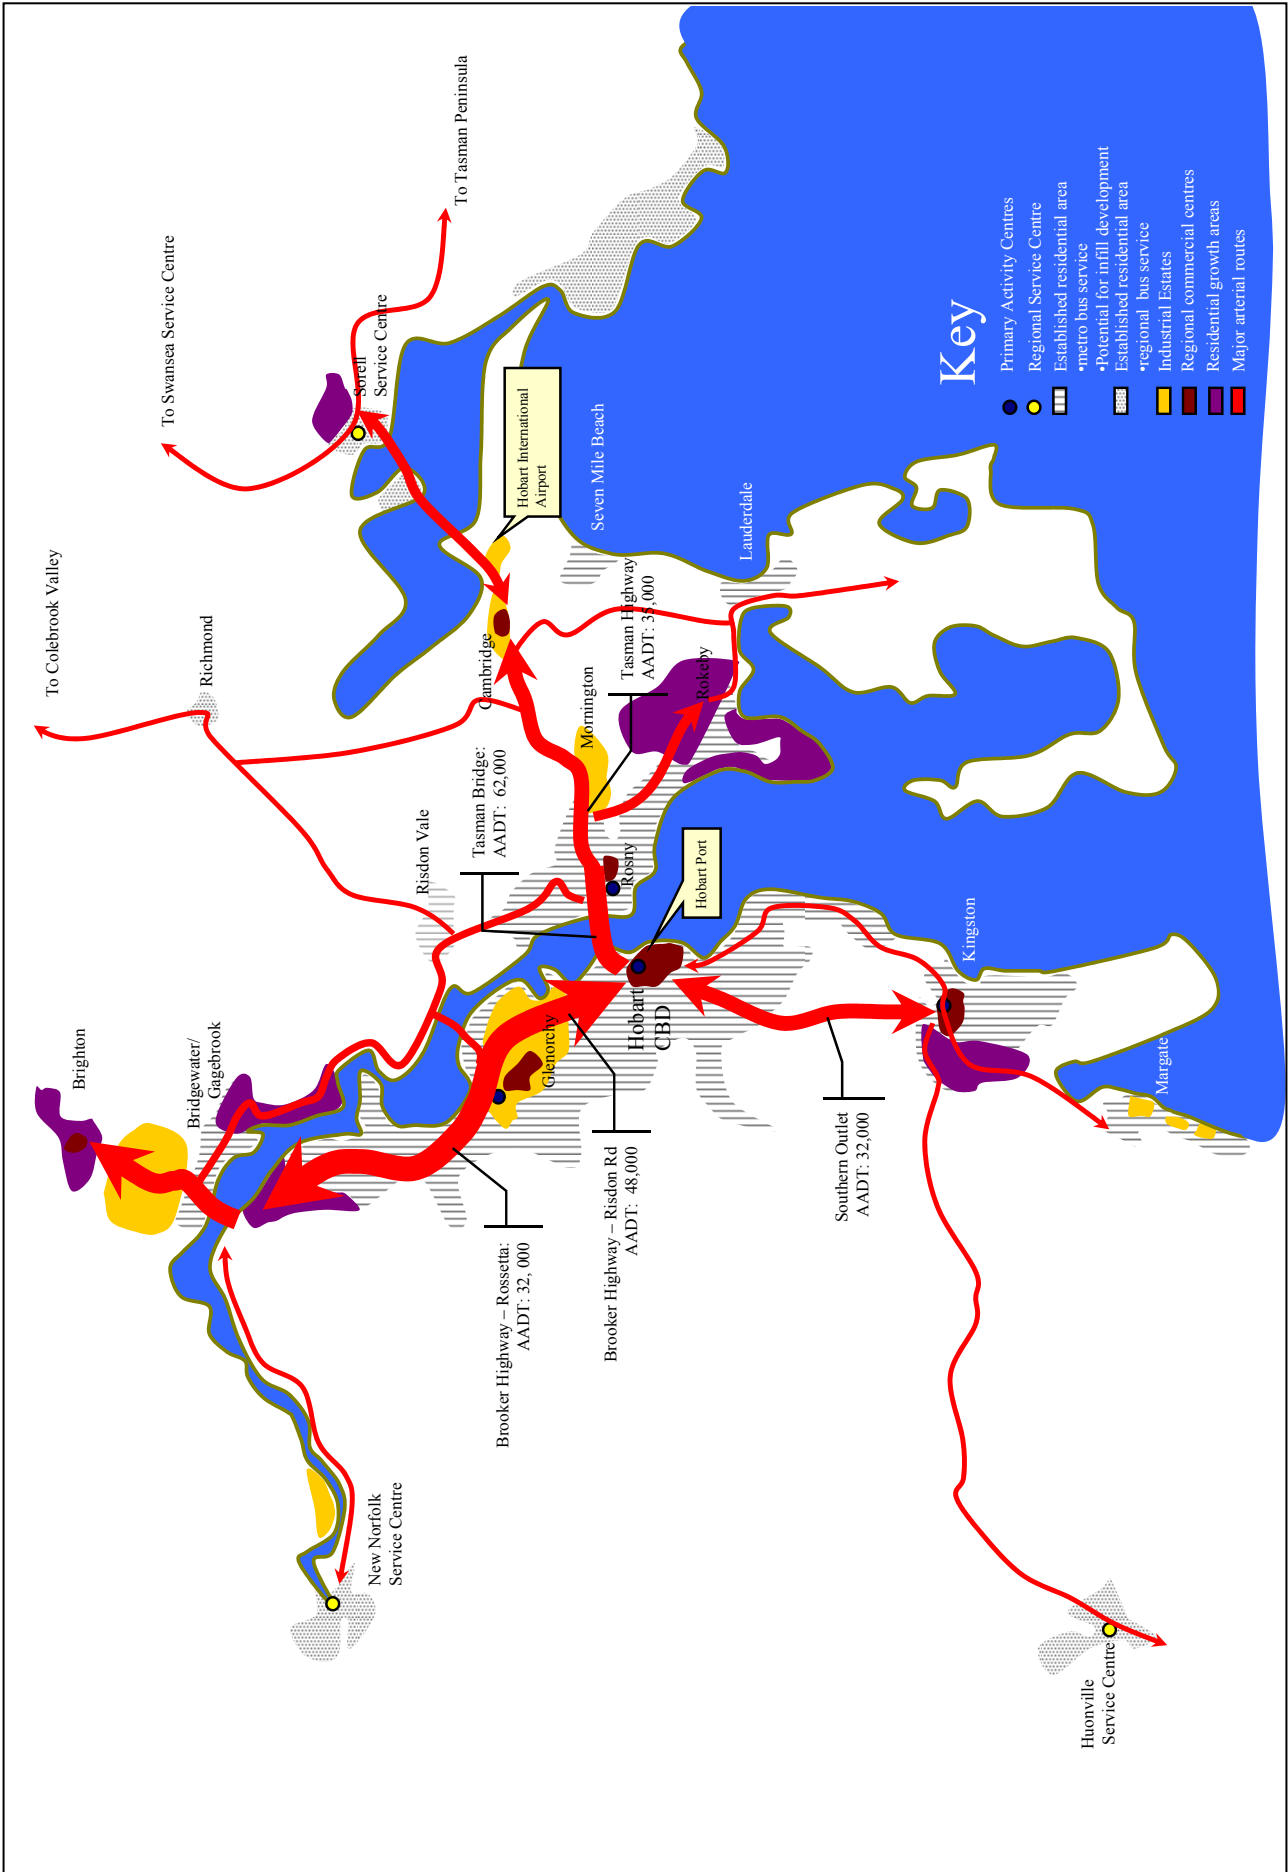 To Colebrook Valley
To Swansea Service Centre
To Tasman Peninsula
Richmond
Sorell
Service Centre
Brighton
Bridgewater/
Gagebrook
Risdon Vale
Tasman Bridge:
AADT: 62,000
Cambridge
Hobart International
Airport
Seven Mile Beach
Mornington
Tasman Highway
AADT: 35,000
Rokeby
Lauderdale
Rosny
Hobart Port
Glenorchy
Hobart
CBD
New Norfolk
Service Centre
Brooker Highway – Rossetta:
AADT: 32, 000
Brooker Highway – Risdon Rd
AADT: 48,000
Southern Outlet
AADT: 32,000
Kingston
Margate
Huonville
Service Centre
Key
Primary Activity Centres
Regional Service Centre
Established residential area
•metro bus service
•Potential for infill development
Established residential area
•regional bus service
Industrial Estates
Regional commercial centres
Residential growth areas
Major arterial routes